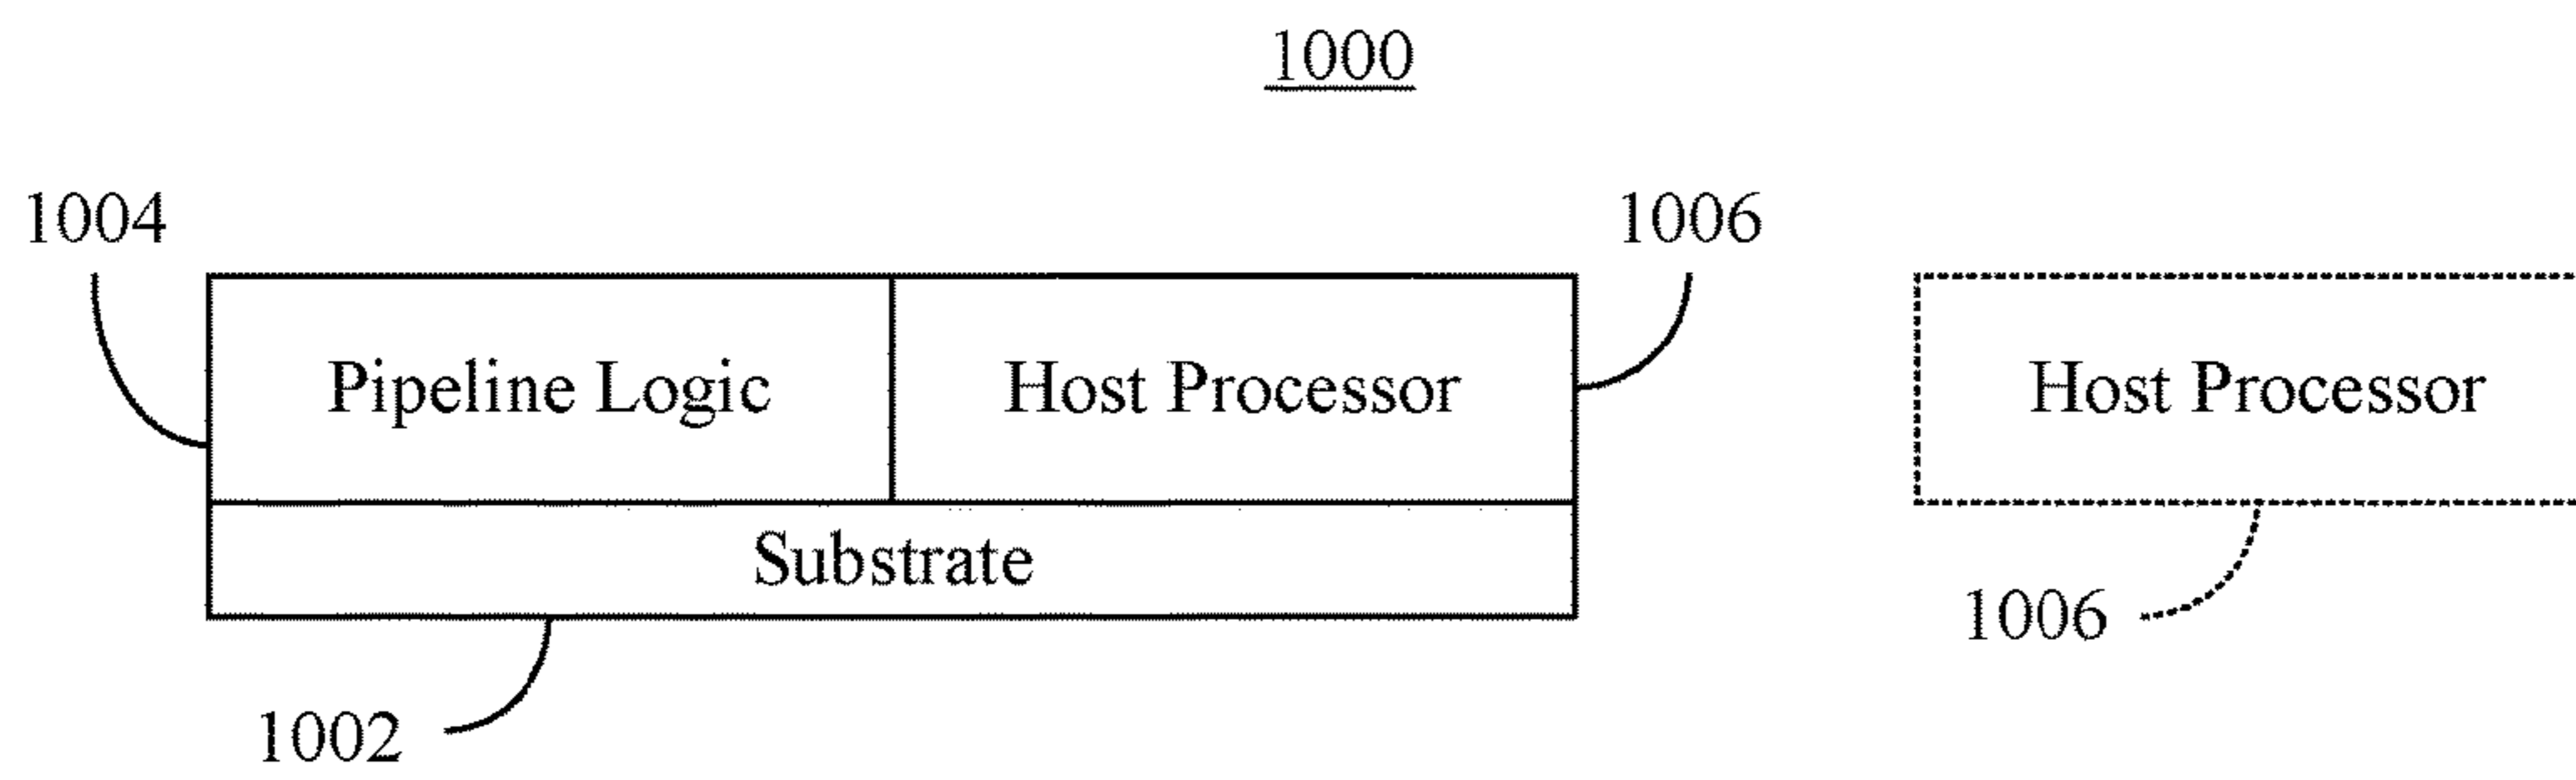 1000
1004
1006
Pipeline Logic
Host Processor
Host Processor
Substrate
1006
1002